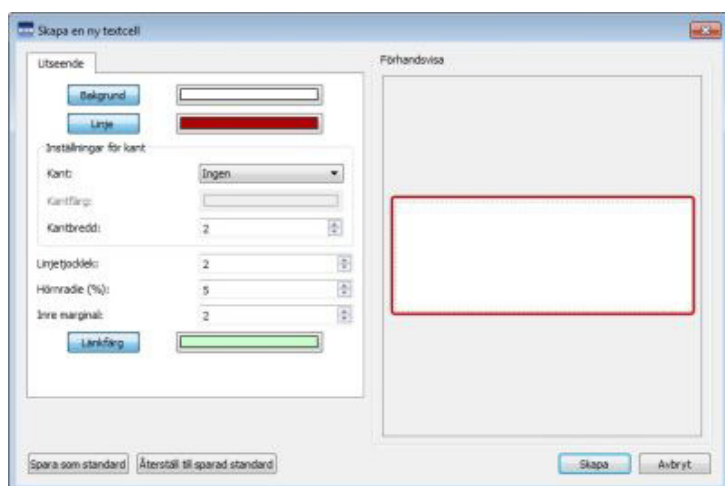 Skapa en ny textcell
Utseende
Förhandsvisa
Bakgrund
Linje
Inställningar för kant
Kant:
Ingen
Kantfärg:
Kantbredd:
2
Linjetjocklek:
2
Hörnradie (%):
5
Inre marginal:
2
Länkfärg
Spara som standard
Återställ till sparad standard
Skapa
Avbryt